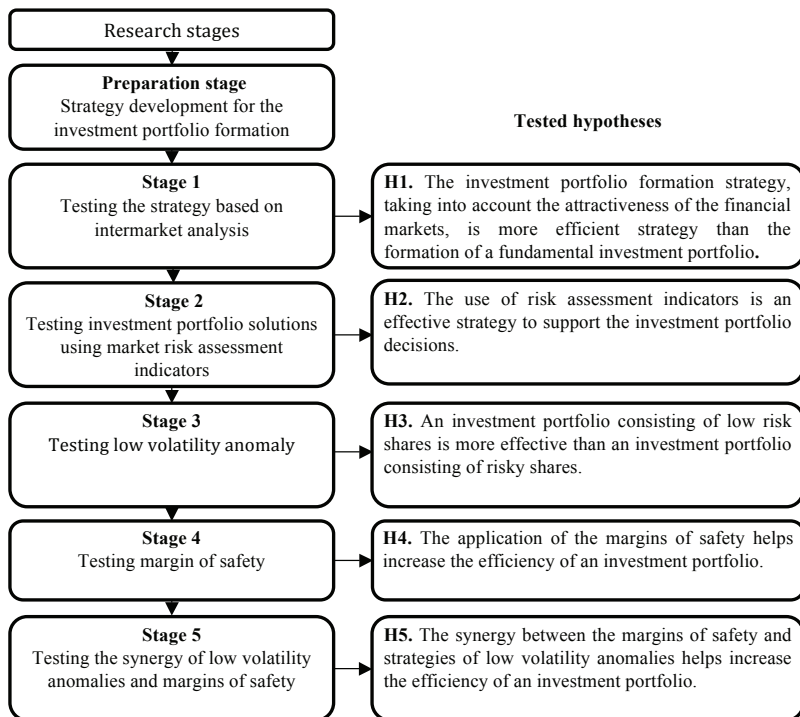 Research stages
Preparation stage
Strategy development for the
investment portfolio formation
Tested hypotheses
Stage 1
Testing the strategy based on
intermarket analysis
H1. The investment portfolio formation strategy,
taking into account the attractiveness of the financial
markets, is more efficient strategy than the
formation of a fundamental investment portfolio.
Stage 2
Testing investment portfolio solutions
using market risk assessment
indicators
H2. The use of risk assessment indicators is an
effective strategy to support the investment portfolio
decisions.
Stage 3
Testing low volatility anomaly
H3. An investment portfolio consisting of low risk
shares is more effective than an investment portfolio
consisting of risky shares.
Stage 4
Testing margin of safety
H4. The application of the margins of safety helps
increase the efficiency of an investment portfolio.
Stage 5
Testing the synergy of low volatility
anomalies and margins of safety
H5. The synergy between the margins of safety and
strategies of low volatility anomalies helps increase
the efficiency of an investment portfolio.